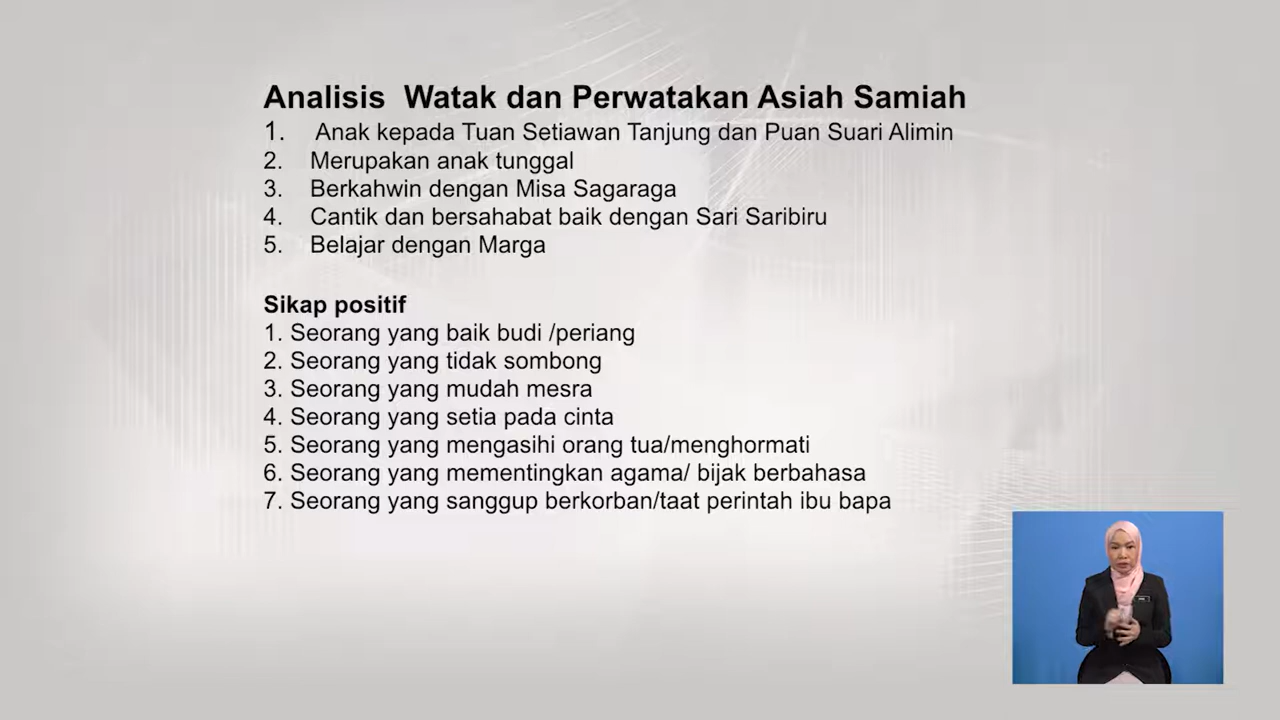 Analisis  Watak dan Perwatakan Asiah Samiah
1. Anak kepada Tuan Setiawan Tanjung dan Puan Suari Alimin
2. Merupakan anak tunggal
3. Berkahwin dengan Misa Sagaraga
4. Cantik dan bersahabat baik dengan Sari Saribiru
5. Belajar dengan Marga
Sikap positif
1. Seorang yang baik budi /periang
2. Seorang yang tidak sombong
3. Seorang yang mudah mesra
4. Seorang yang setia pada cinta
5. Seorang yang mengasihi orang tua/menghormati
6. Seorang yang mementingkan agama/ bijak berbahasa
7. Seorang yang sanggup berkorban/taat perintah ibu bapa